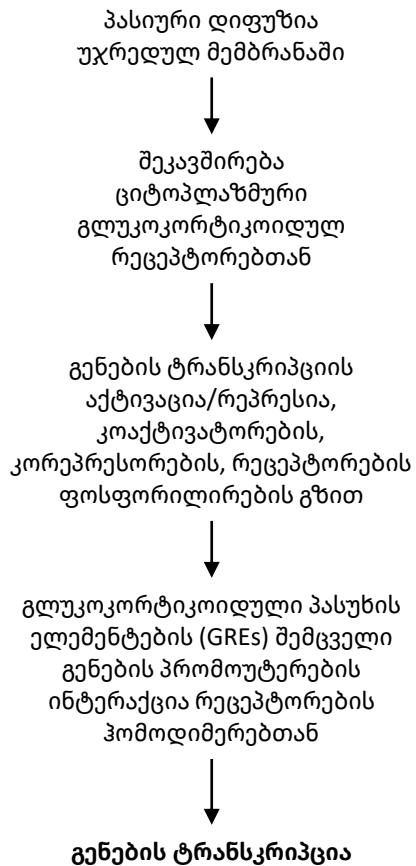 პასიური დიფუზია
უჯრედულ მემბრანაში
შეკავშირება
ციტოპლაზმური
გლუკოკორტიკოიდულ
რეცეპტორებთან
გენების ტრანსკრიპციის
აქტივაცია/რეპრესია,
კოაქტივატორების,
კორეპრესორების, რეცეპტორების
ფოსფორილირების გზით
გლუკოკორტიკოიდული პასუხის
ელემენტების (GREs) შემცველი
გენების პრომოუტერების
ინტერაქცია რეცეპტორების
ჰომოდიმერებთან
გენების ტრანსკრიპცია